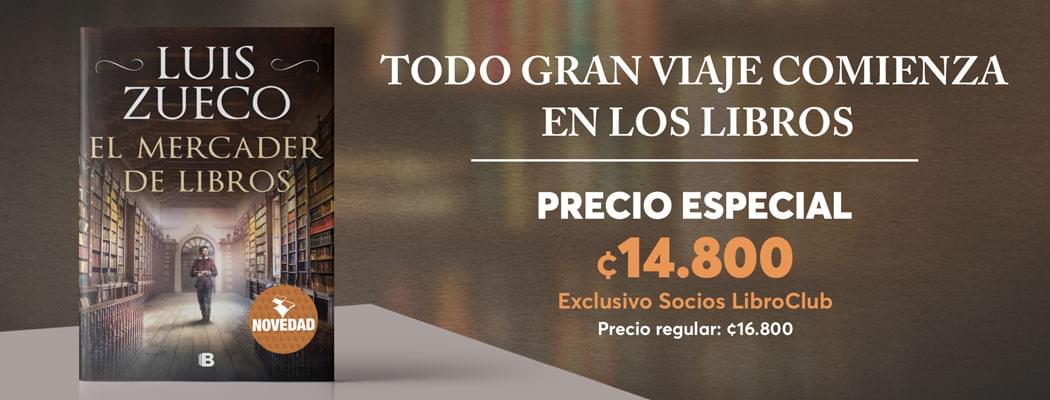 LUIS
ZUECO
EL MERCADER
DE LIBROS
NOVEDAD
B
TODO GRAN VIAJE COMIENZA
EN LOS LIBROS
PRECIO ESPECIAL
¢14.800
Exclusivo Socios LibroClub
Precio regular: ¢16.800